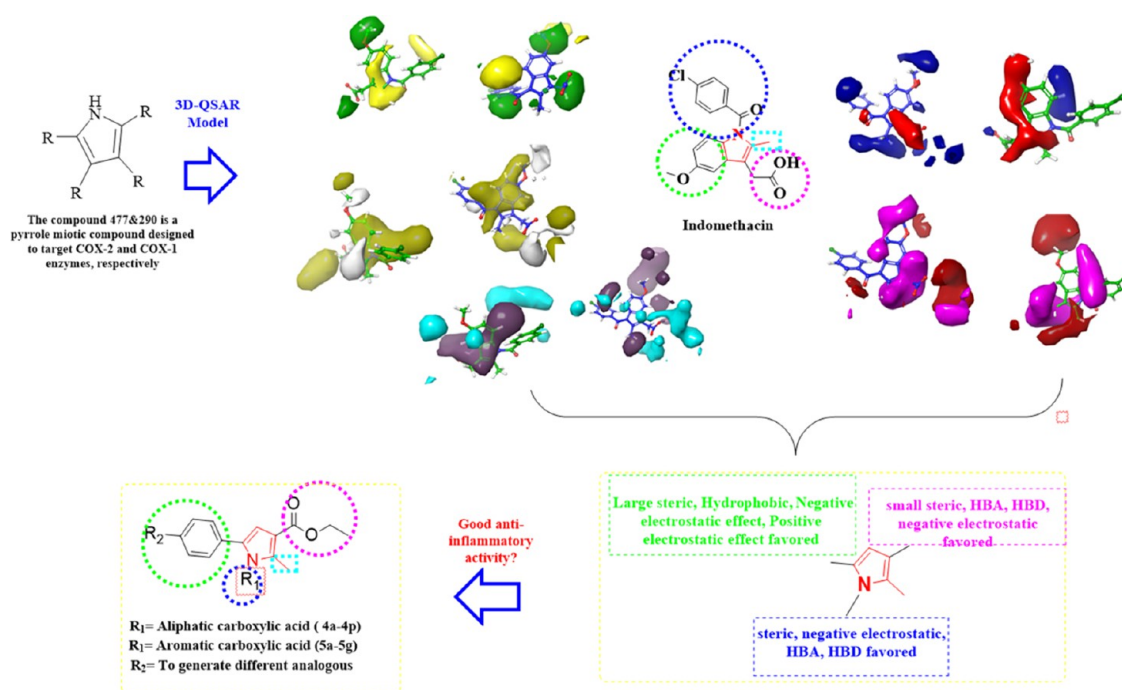 H
N
R
R
R
R
3D-QSAR
Model
The compound 477&290 is a
pyrrole miotic compound designed
to target COX-2 and COX-1
enzymes, respectively
Cl
O
N
OH
O
O
Indomethacin
Large steric, Hydrophobic, Negative
electrostatic effect, Positive
electrostatic effect favored
small steric, HBA, HBD,
negative electrostatic
favored
N
steric, negative electrostatic,
HBA, HBD favored
Good anti-
inflammatory
activity?
O
O
R2
N
R1
R1= Aliphatic carboxylic acid ( 4a-4p)
R1= Aromatic carboxylic acid (5a-5g)
R2= To generate different analogous